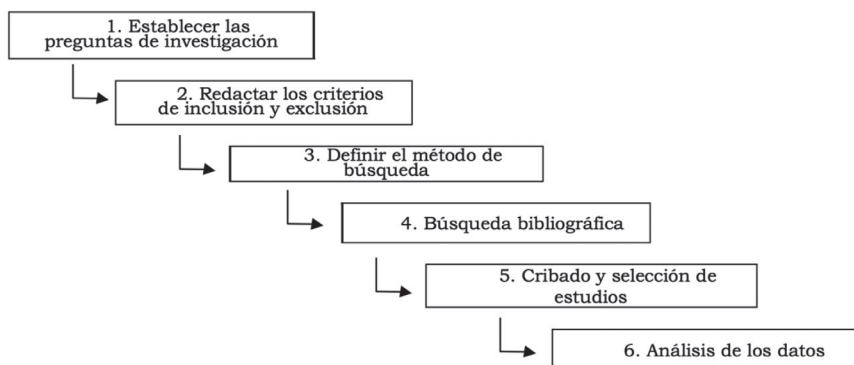 1. Establecer las
preguntas de investigación
2. Redactar los criterios
de inclusión y exclusión
3. Definir el método de
búsqueda
4. Búsqueda bibliográfica
5. Cribado y selección de
estudios
6. Análisis de los datos